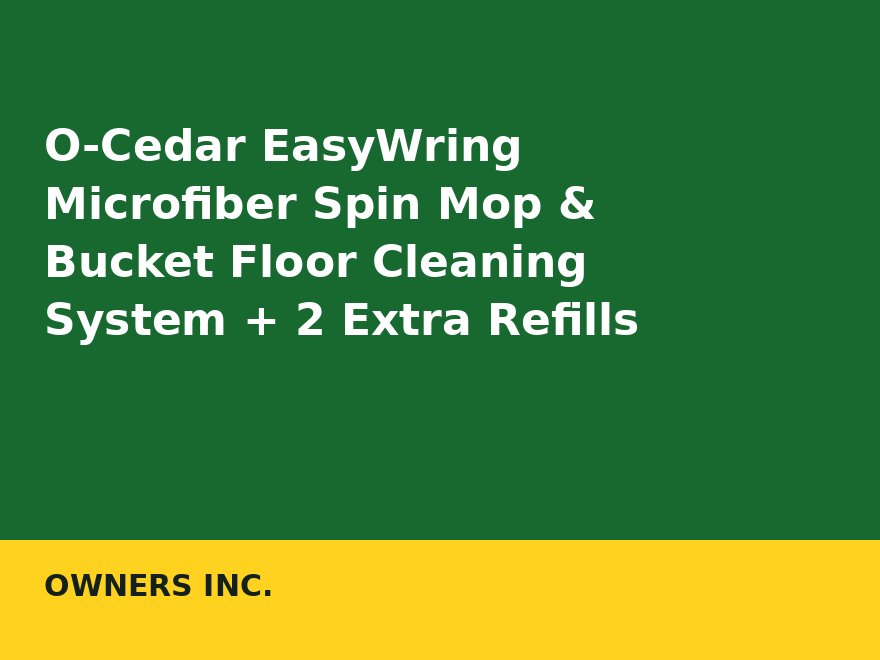 O-Cedar EasyWring
Microfiber Spin Mop &
Bucket Floor Cleaning
System + 2 Extra Refills
OWNERS INC.